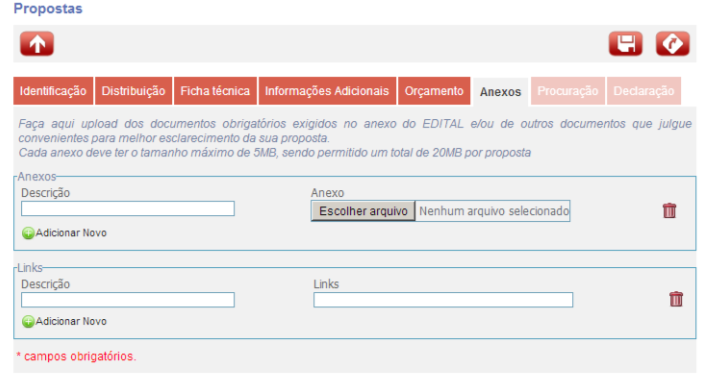 Propostas
Identificação Distribuição Ficha técnica Informações Adicionais Orçamento Anexos Procuração Declaração
Faça aqui upload dos documentos obrigatórios exigidos no anexo do EDITAL e/ou de outros documentos que julgue
convenientes para melhor esclarecimento da sua proposta.
Cada anexo deve ter o tamanho máximo de 5MB, sendo permitido um total de 20MB por proposta
Anexos
Descrição Anexo
Escolher arquivo Nenhum arquivo selecionado
Adicionar Novo
Links
Descrição Links
Adicionar Novo
* campos obrigatórios.